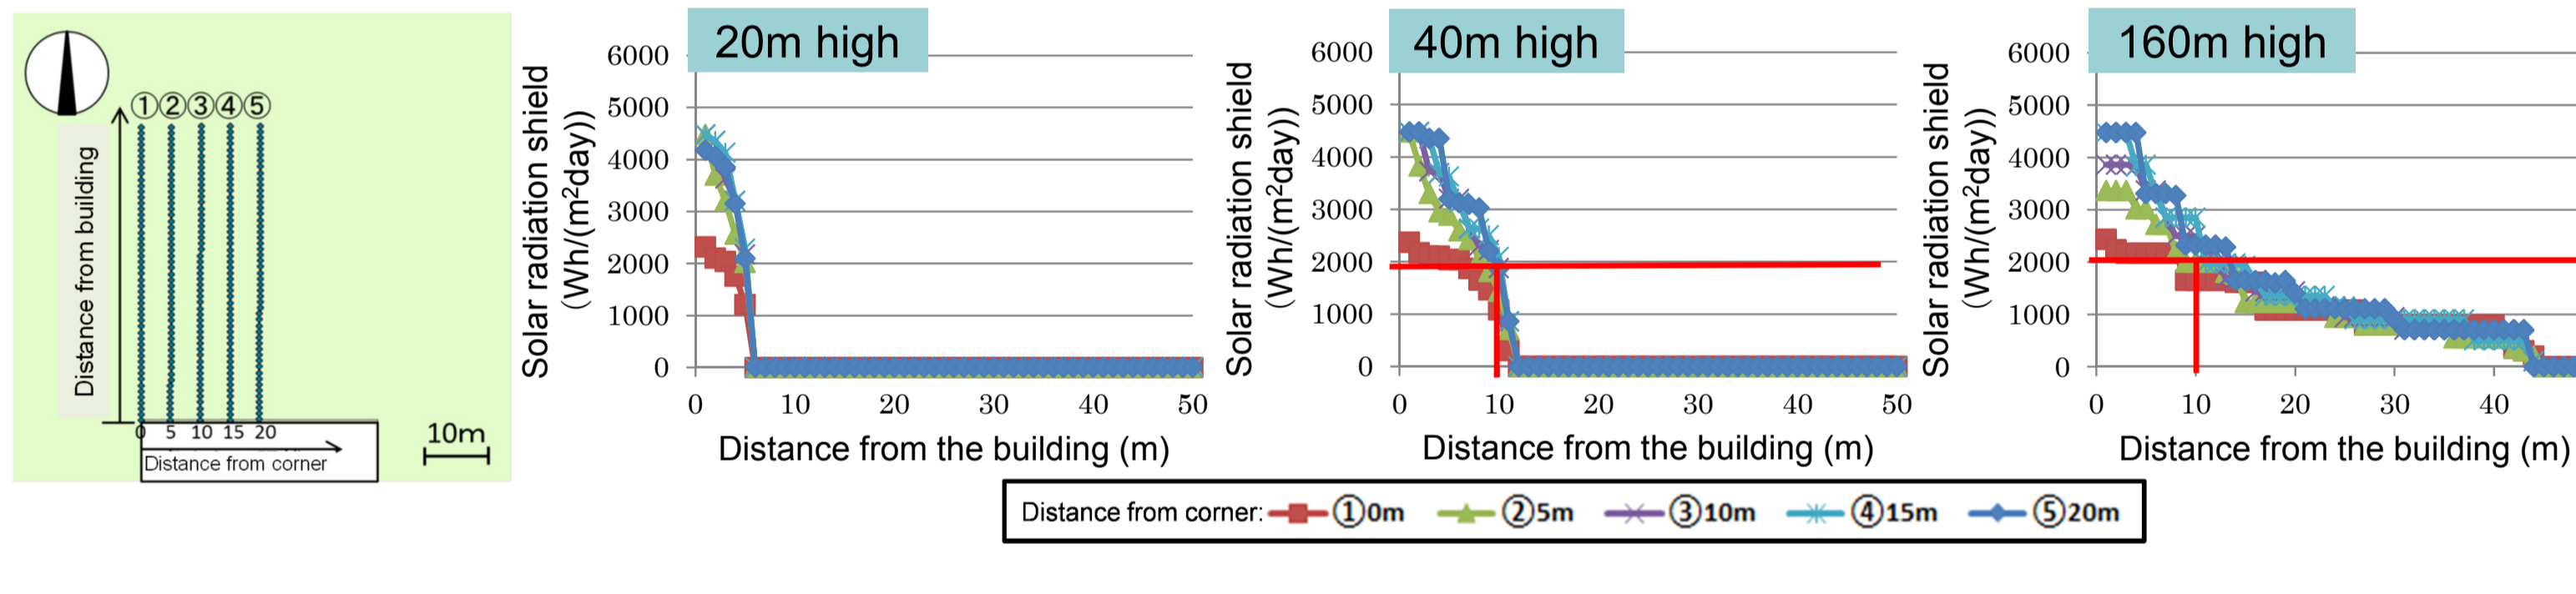 ①②③④⑤
Distance from building
0 5 10 15 20
Distance from corner
10m
20m high
Solar radiation shield
(Wh/(m²day))
6000
5000
4000
3000
2000
1000
0
0 10 20 30 40 50
Distance from the building (m)
40m high
Solar radiation shield
(Wh/(m²day))
6000
5000
4000
3000
2000
1000
0
0 10 20 30 40 50
Distance from the building (m)
160m high
Solar radiation shield
(Wh/(m²day))
6000
5000
4000
3000
2000
1000
0
0 10 20 30 40
Distance from the building (m)
Distance from corner: ①0m ②5m ③10m ④15m ⑤20m